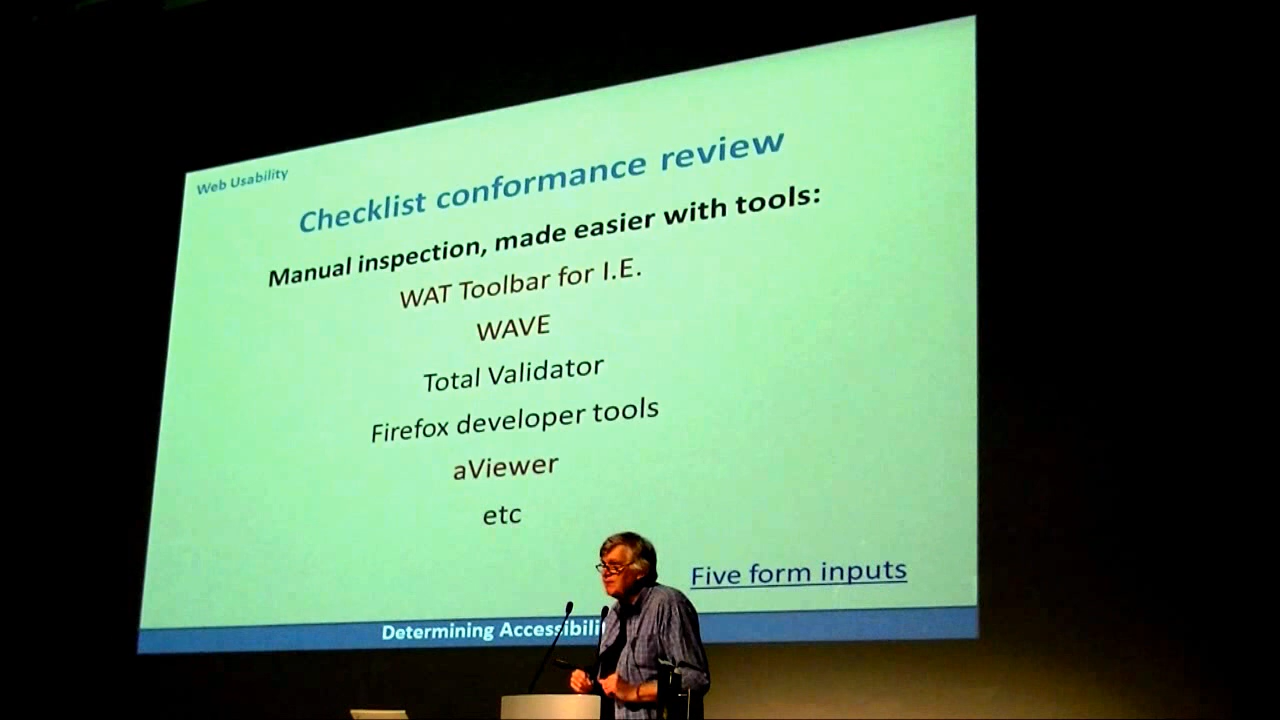 Web Usability
Checklist conformance review
Manual inspection, made easier with tools:
WAT Toolbar for I.E.
WAVE
Total Validator
Firefox developer tools
aViewer
etc
Five form inputs
Determining